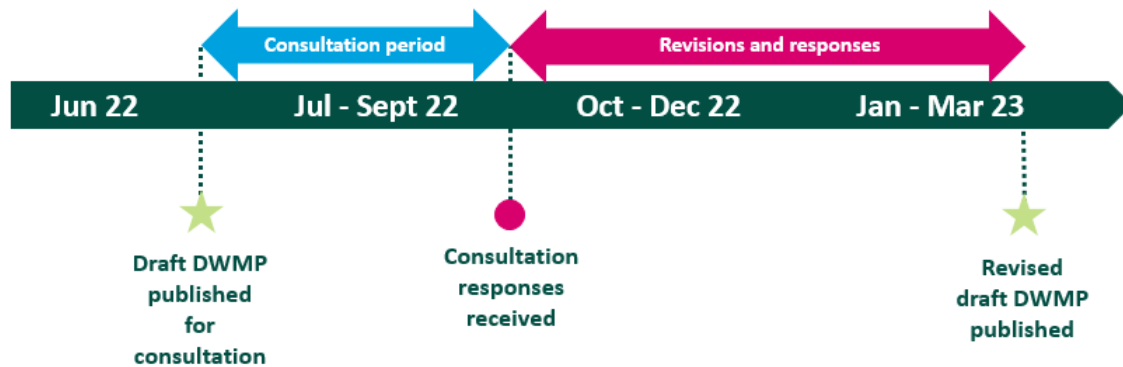 Consultation period
Revisions and responses
Jun 22
Jul - Sept 22
Oct - Dec 22
Jan - Mar 23
Draft DWMP
published
for
consultation
Consultation
responses
received
Revised
draft DWMP
published